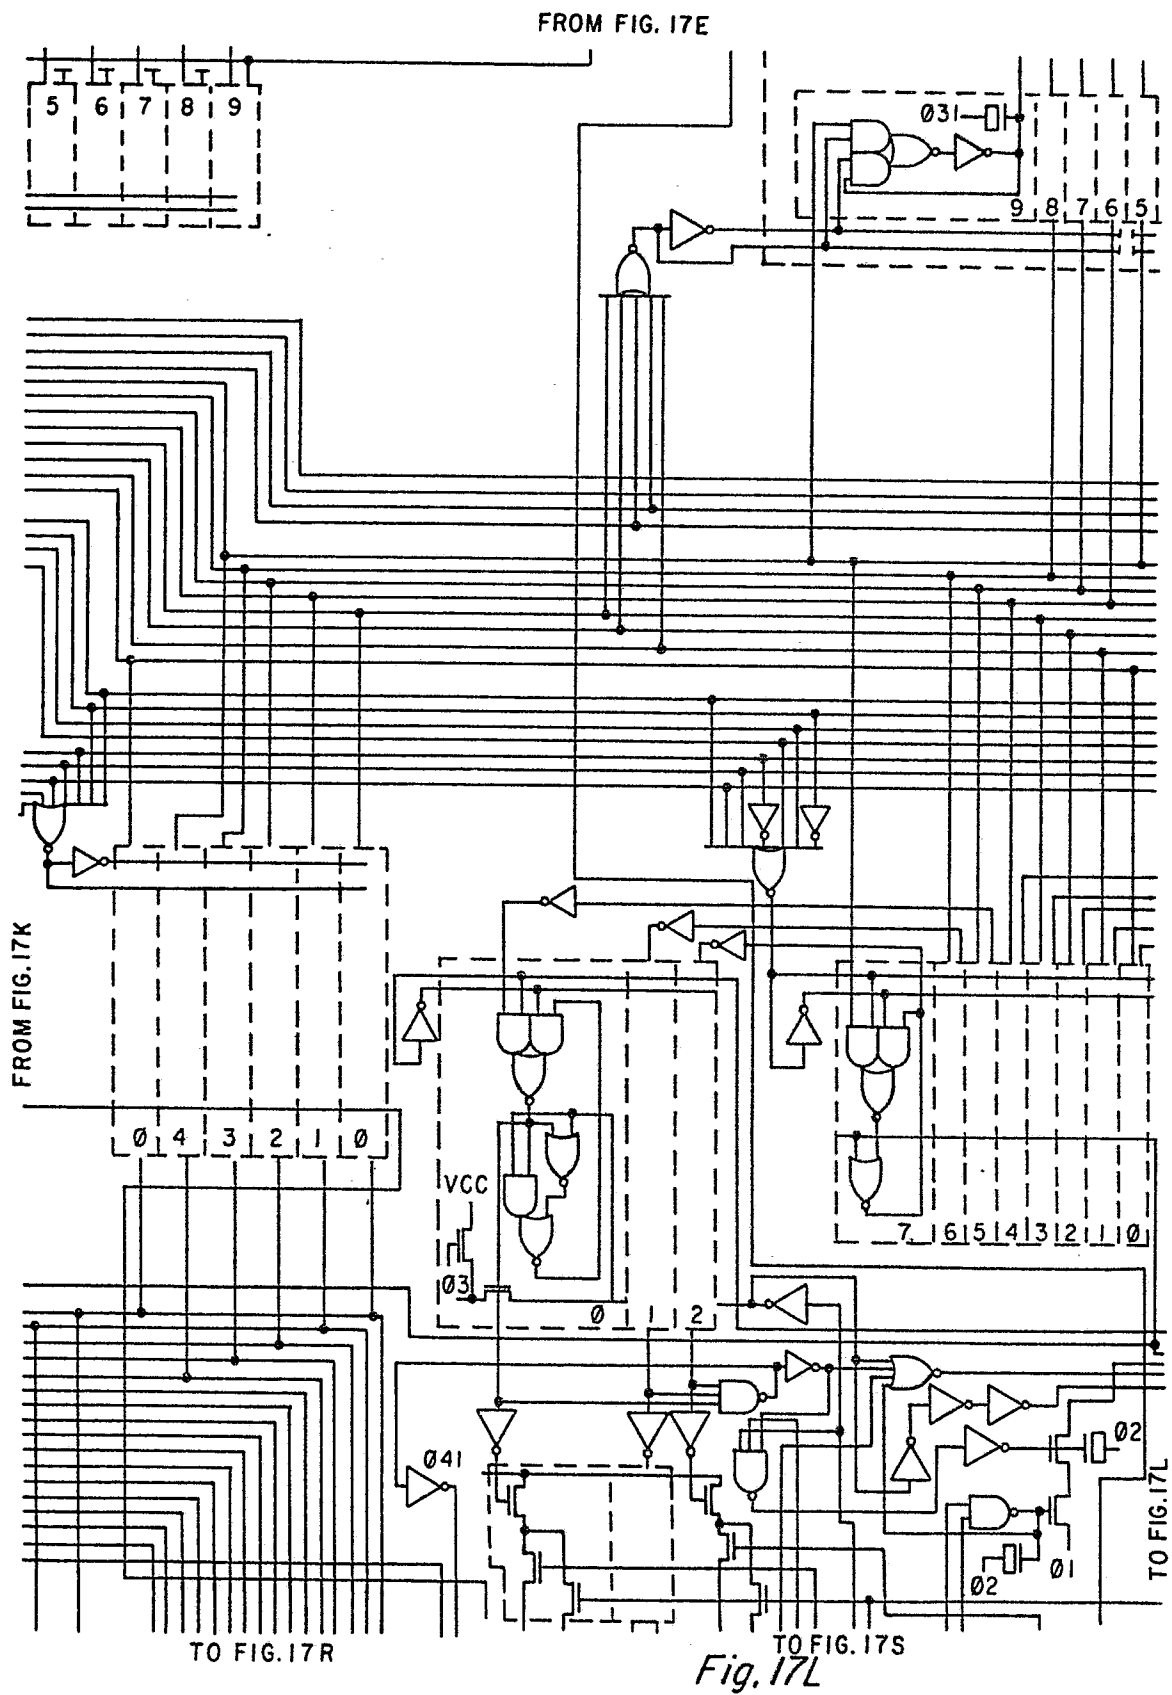 FROM FIG. 17E
5 6 7 8 9
Ø31
9 8 7 6 5
FROM FIG. 17K
Ø 4 3 2 1 Ø
VCC
Ø3
Ø 1 2
7 6 5 4 3 2 1 Ø
Ø41
Ø2
Ø2
Ø1
TO FIG. 17L
TO FIG. 17R
TO FIG. 17S
Fig. 17L